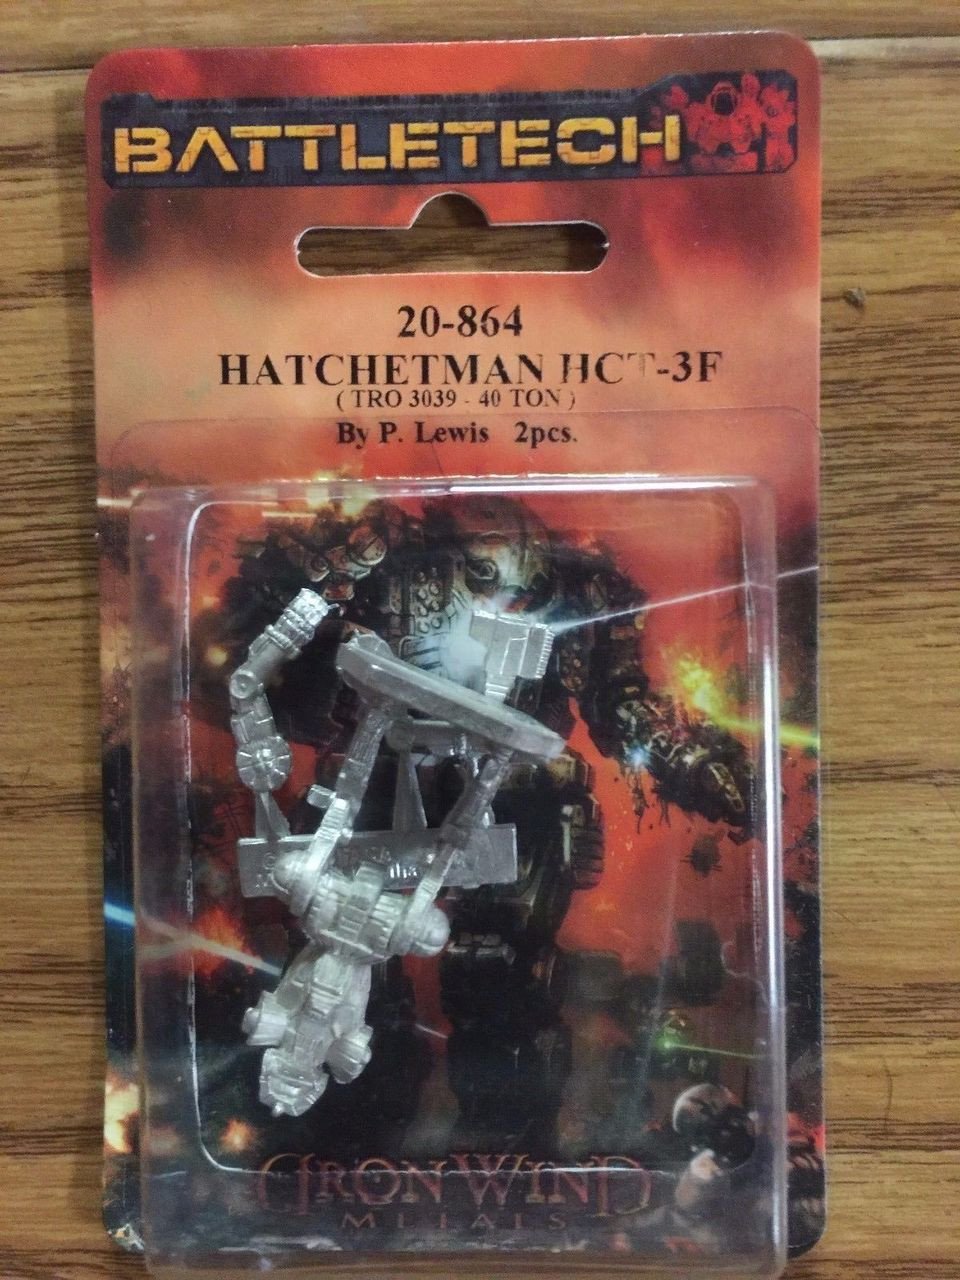 BATTLETECH
20-864
HATCHETMAN HCT-3F
( TRO 3039 - 40 TON )
By P. Lewis 2pcs.
IRON WIND
METALS